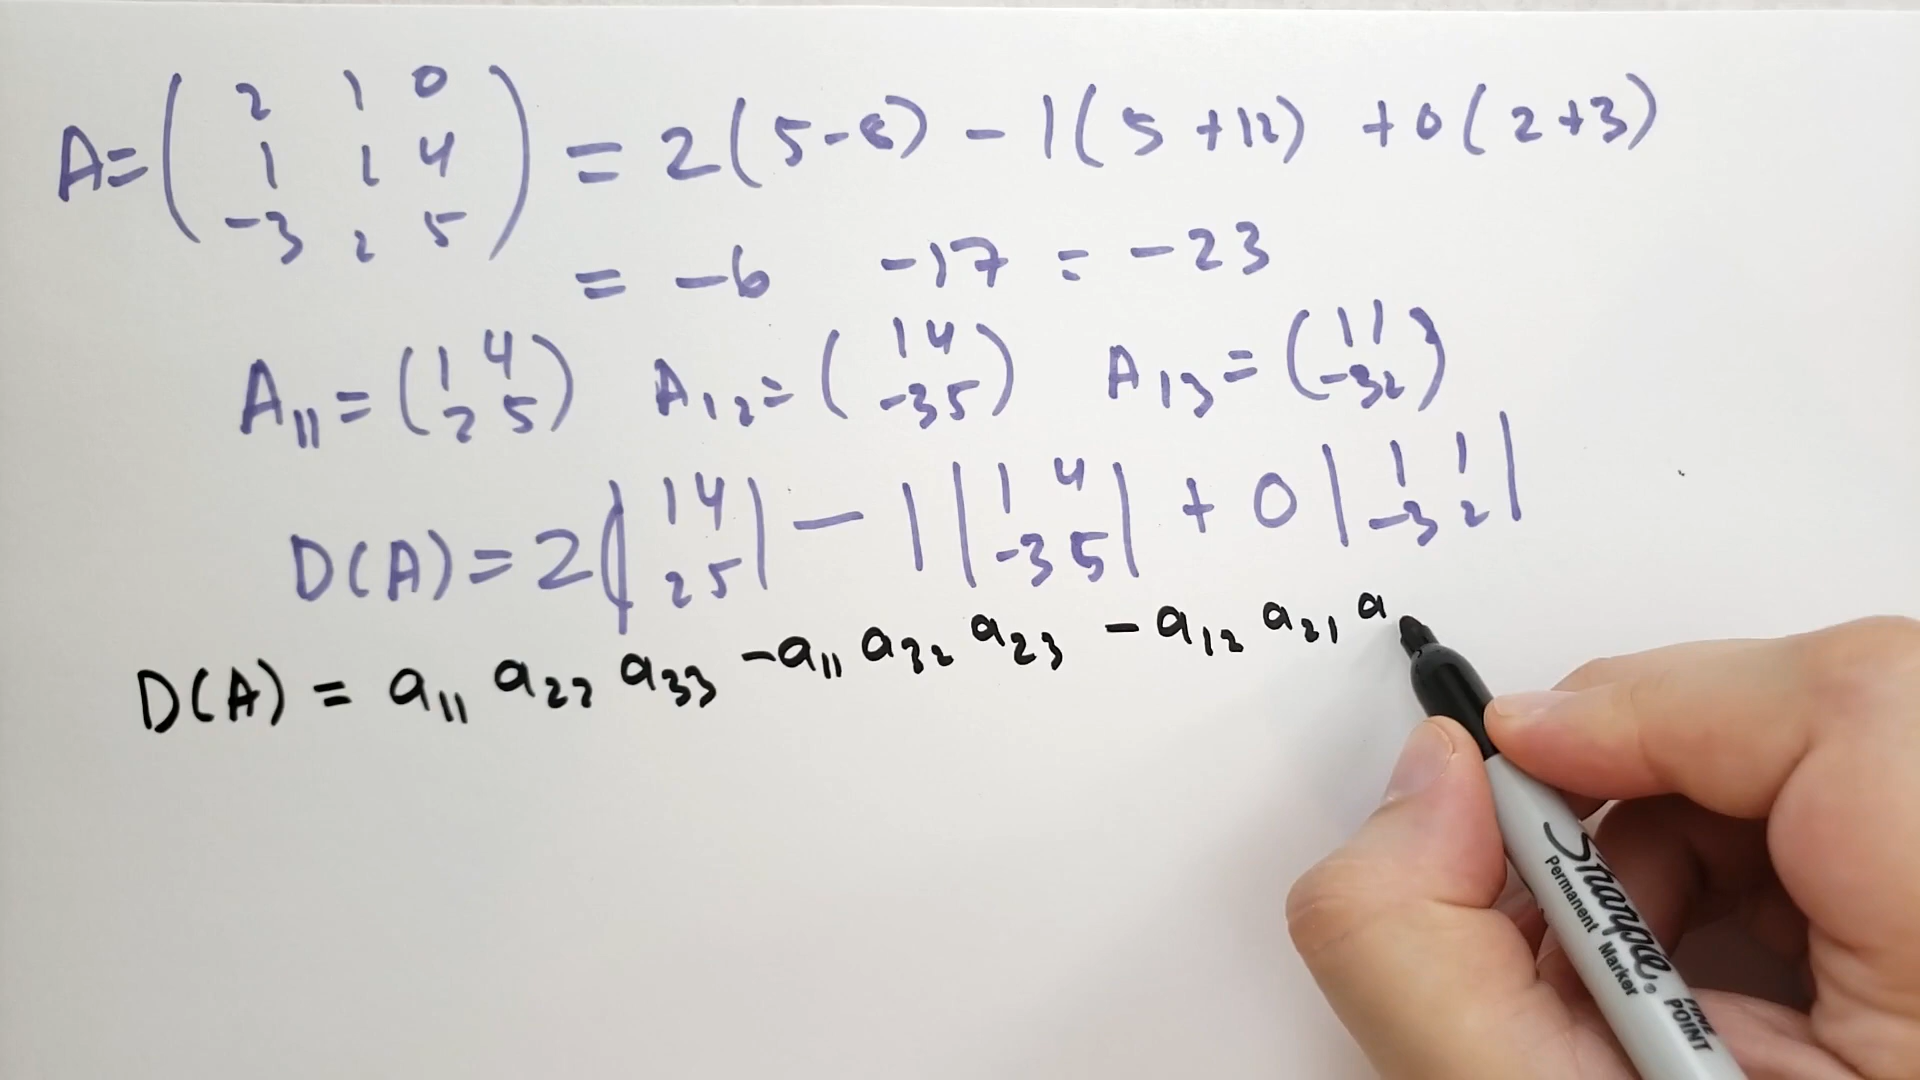 A = ( 2 1 0 = 2(5-8) - 1(5+12) + 0(2+3)
1 1 4
-3 2 5 )
= -6 -17 = -23
A11 = ( 1 4 A12 = ( 1 4 A13 = ( 1 1
2 5 ) -3 5 ) -3 2 )
D(A) = 2 | 1 4 | - 1 | 1 4 | + 0 | 1 1 |
2 5 -3 5 -3 2
D(A) = a11 a22 a33 - a11 a32 a23 - a12 a21 a
Sharpie.®
Permanent Marker
FINE
POINT